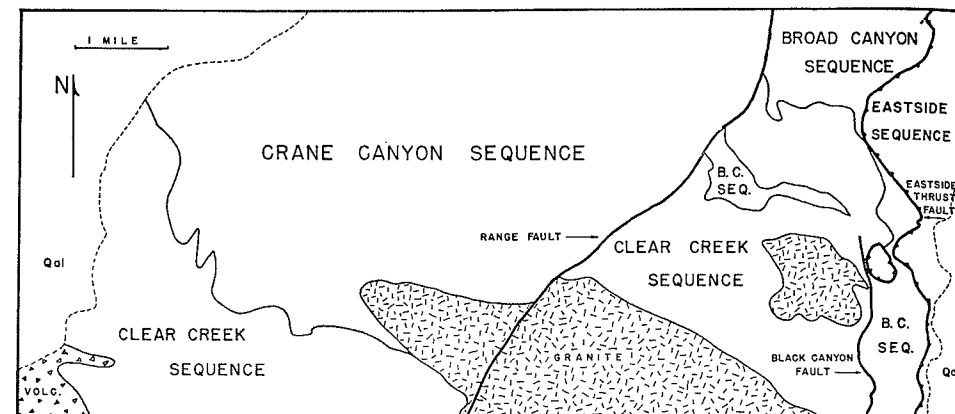 1 MILE
N
BROAD CANYON
SEQUENCE
EASTSIDE
SEQUENCE
CRANE CANYON SEQUENCE
B. C.
SEQ.
EASTSIDE
THRUST
FAULT
RANGE FAULT
CLEAR CREEK
SEQUENCE
Qal
CLEAR CREEK
SEQUENCE
GRANITE
B. C.
SEQ.
BLACK CANYON
FAULT
VOLC.